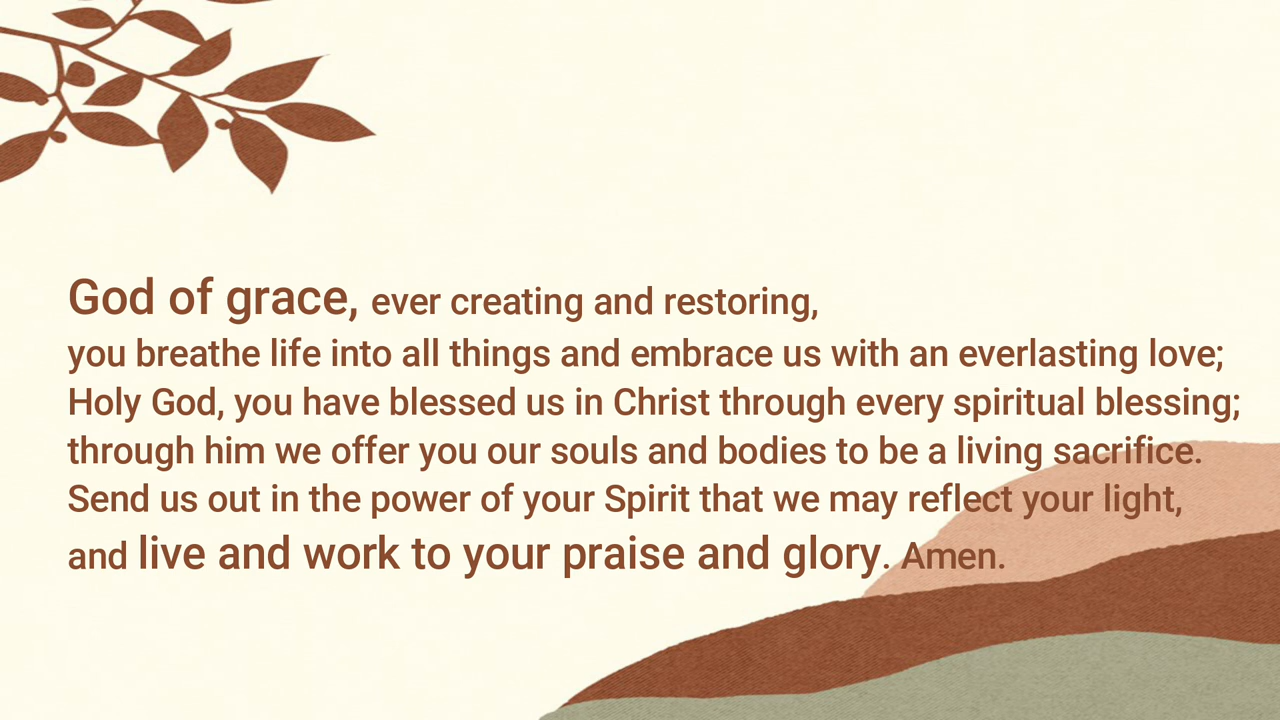 God of grace, ever creating and restoring,
you breathe life into all things and embrace us with an everlasting love;
Holy God, you have blessed us in Christ through every spiritual blessing;
through him we offer you our souls and bodies to be a living sacrifice.
Send us out in the power of your Spirit that we may reflect your light,
and live and work to your praise and glory. Amen.